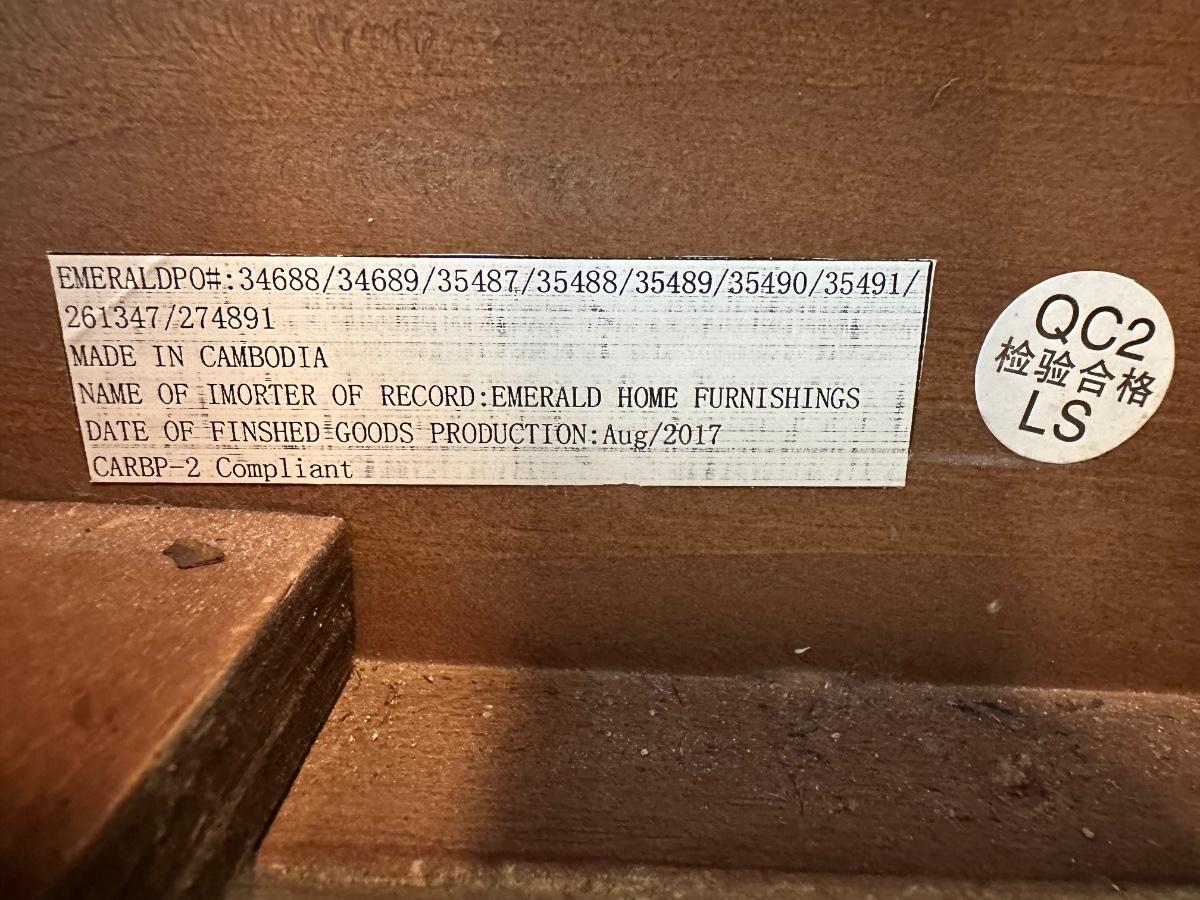 EMERALDPO#:34688/34689/35487/35488/35489/35490/35491/
261347/274891
MADE IN CAMBODIA
NAME OF IMORTER OF RECORD:EMERALD HOME FURNISHINGS
DATE OF FINSHED GOODS PRODUCTION:Aug/2017
CARBP-2 Compliant
QC2
检验合格
LS